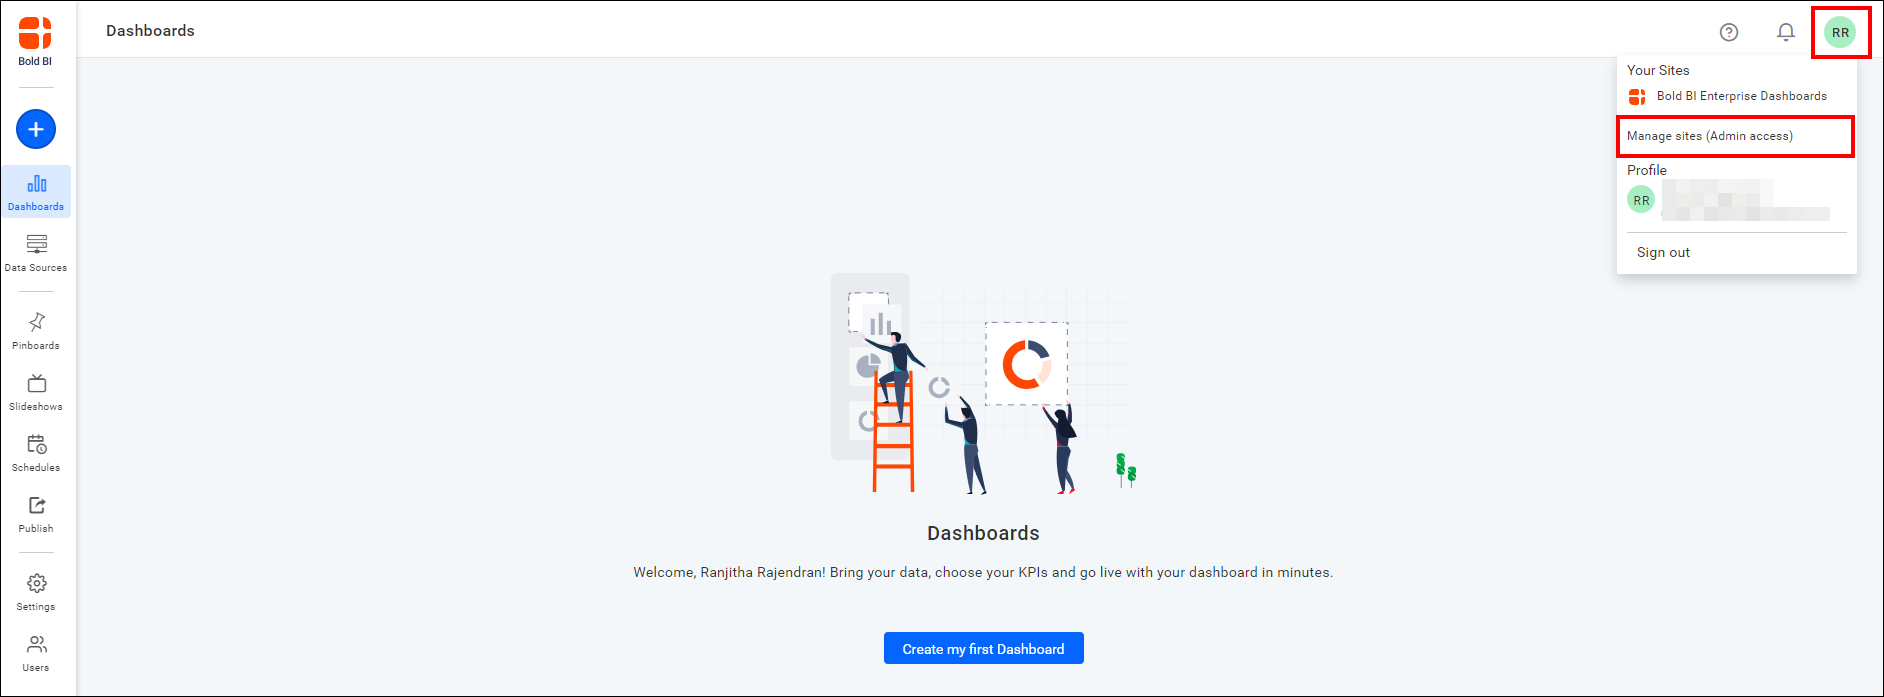 Bold BI
Dashboards
RR
Your Sites
Bold BI Enterprise Dashboards
Manage sites (Admin access)
Profile
RR
Sign out
Dashboards
Data Sources
Pinboards
Slideshows
Schedules
Publish
Settings
Users
Dashboards
Welcome, Ranjitha Rajendran! Bring your data, choose your KPIs and go live with your dashboard in minutes.
Create my first Dashboard